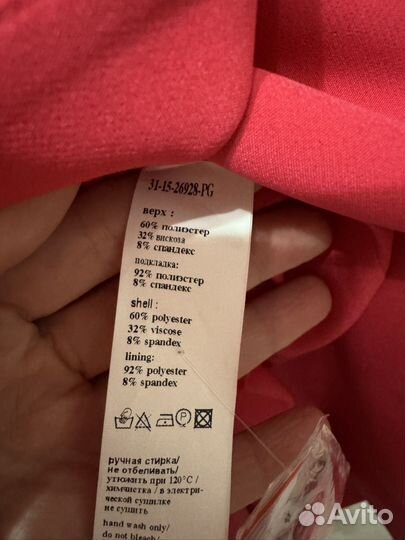 31-15-26928-PG
верх :
60% полиэстер
32% вискоза
8% спандекс
подкладка:
92% полиэстер
8% спандекс
shell :
60% polyester
32% viscose
8% spandex
lining:
92% polyester
8% spandex
ручная стирка/
не отбеливать/
утюжить при 120°C /
химчистка / в электри-
ческой сушилке
не сушить
hand wash only/
do not bleach/
Avito